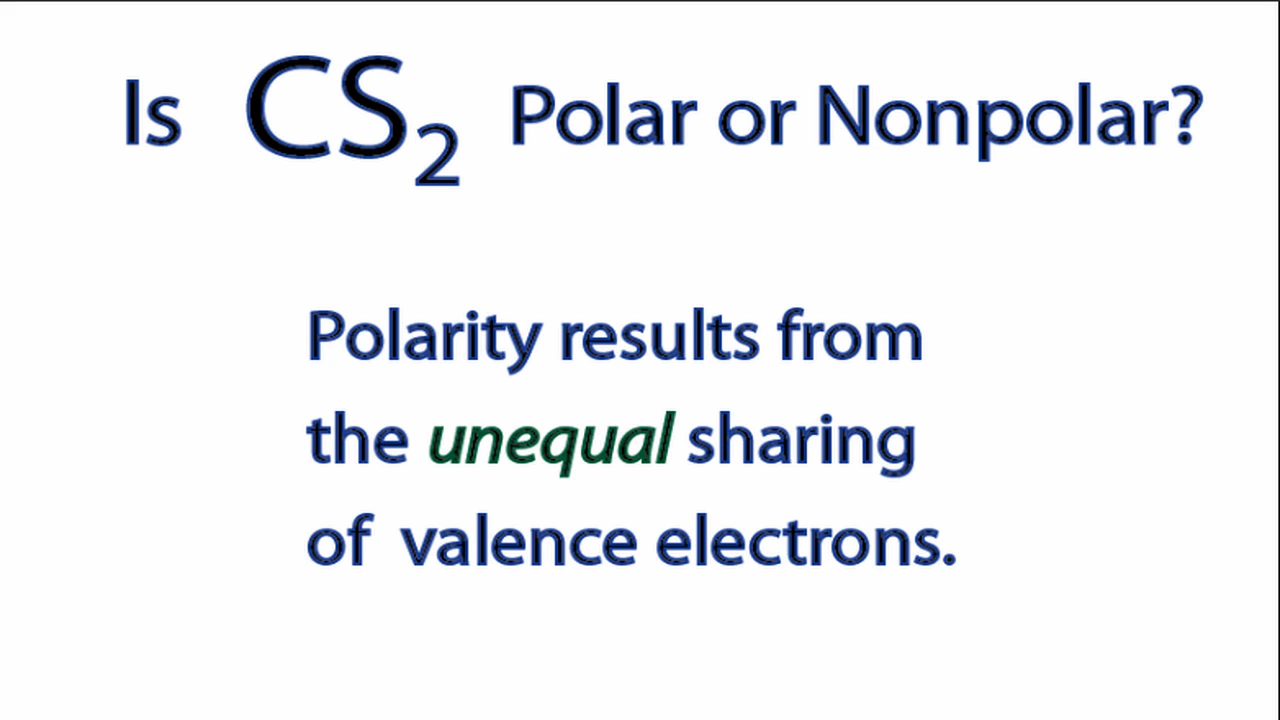 Is CS₂ Polar or Nonpolar?
Polarity results from
the unequal sharing
of valence electrons.